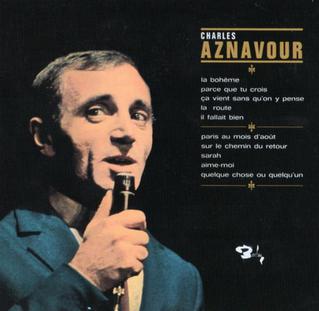 CHARLES
AZNAVOUR
la bohême
parce que tu crois
ça vient sans qu'on y pense
la route
il fallait bien
paris au mois d'août
sur le chemin du retour
sarah
aime-moi
quelque chose ou quelqu'un